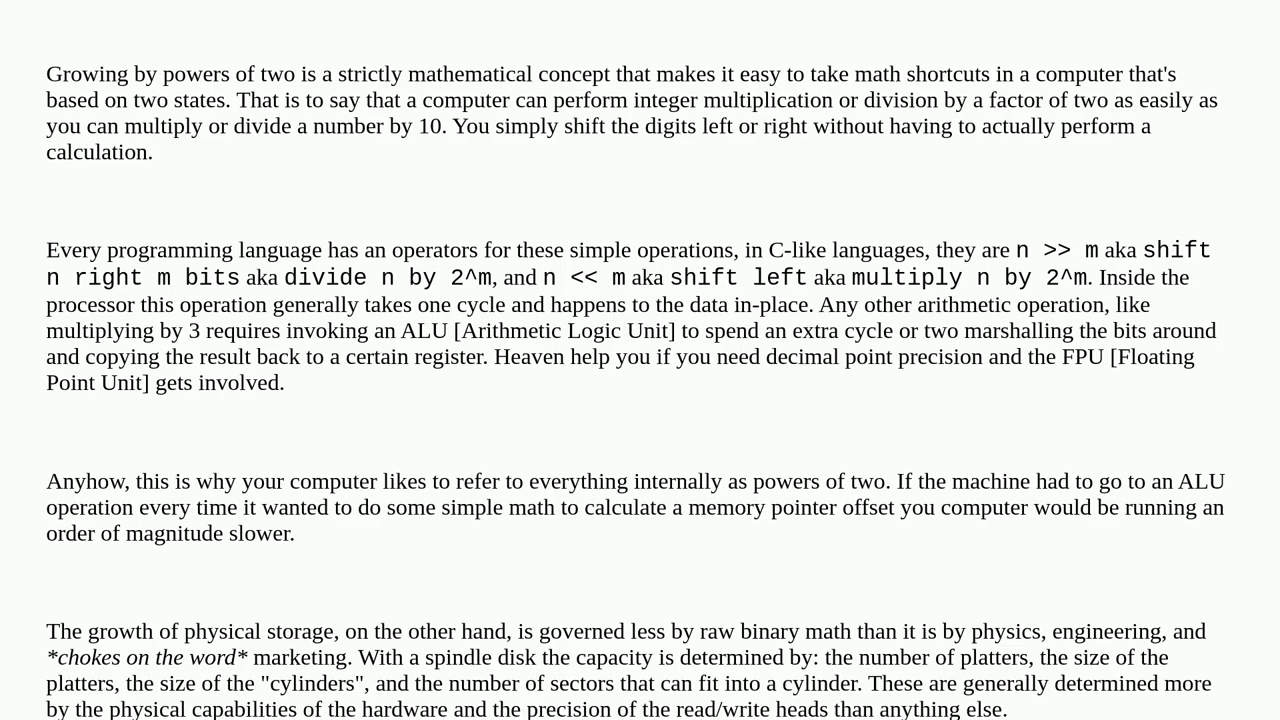 Growing by powers of two is a strictly mathematical concept that makes it easy to take math shortcuts in a computer that's
based on two states. That is to say that a computer can perform integer multiplication or division by a factor of two as easily as
you can multiply or divide a number by 10. You simply shift the digits left or right without having to actually perform a
calculation.
Every programming language has an operators for these simple operations, in C-like languages, they are n >> m aka shift
n right m bits aka divide n by 2^m, and n << m aka shift left aka multiply n by 2^m. Inside the
processor this operation generally takes one cycle and happens to the data in-place. Any other arithmetic operation, like
multiplying by 3 requires invoking an ALU [Arithmetic Logic Unit] to spend an extra cycle or two marshalling the bits around
and copying the result back to a certain register. Heaven help you if you need decimal point precision and the FPU [Floating
Point Unit] gets involved.
Anyhow, this is why your computer likes to refer to everything internally as powers of two. If the machine had to go to an ALU
operation every time it wanted to do some simple math to calculate a memory pointer offset you computer would be running an
order of magnitude slower.
The growth of physical storage, on the other hand, is governed less by raw binary math than it is by physics, engineering, and
*chokes on the word* marketing. With a spindle disk the capacity is determined by: the number of platters, the size of the
platters, the size of the "cylinders", and the number of sectors that can fit into a cylinder. These are generally determined more
by the physical capabilities of the hardware and the precision of the read/write heads than anything else.